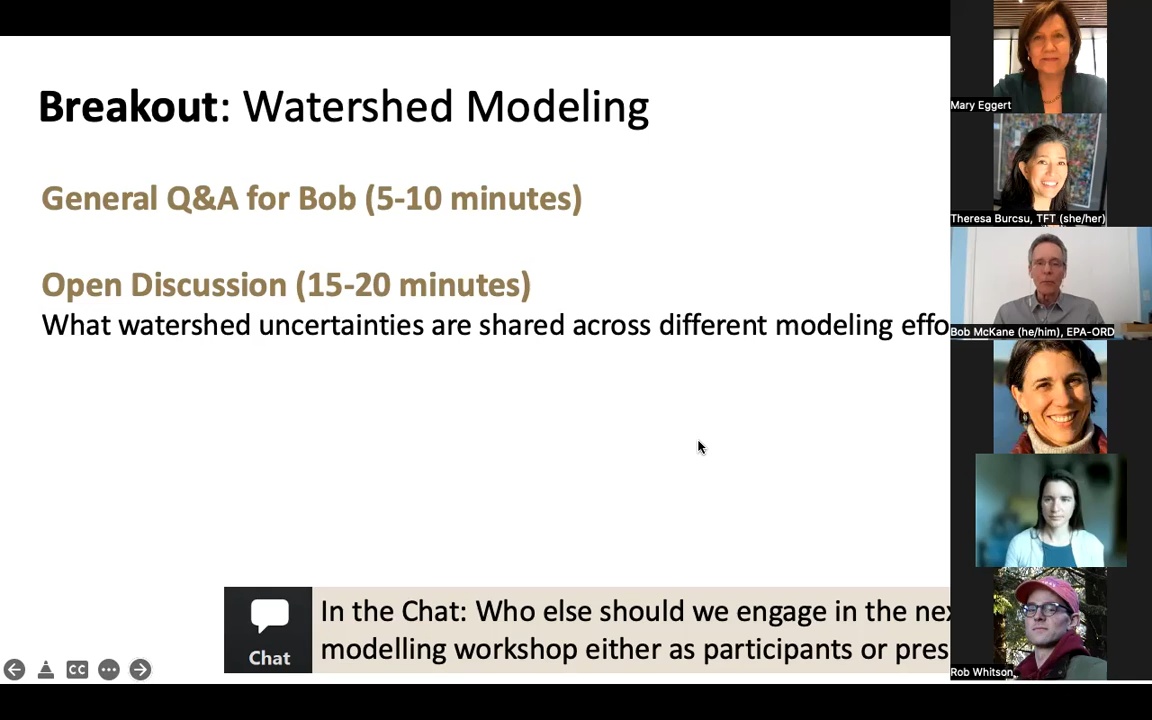 Breakout: Watershed Modeling
General Q&A for Bob (5-10 minutes)
Open Discussion (15-20 minutes)
What watershed uncertainties are shared across different modeling effo
Chat
In the Chat: Who else should we engage in the nex
modelling workshop either as participants or pres
CC
Mary Eggert
Theresa Burcsu, TFT (she/her)
Bob McKane (he/him), EPA-ORD
Rob Whitson